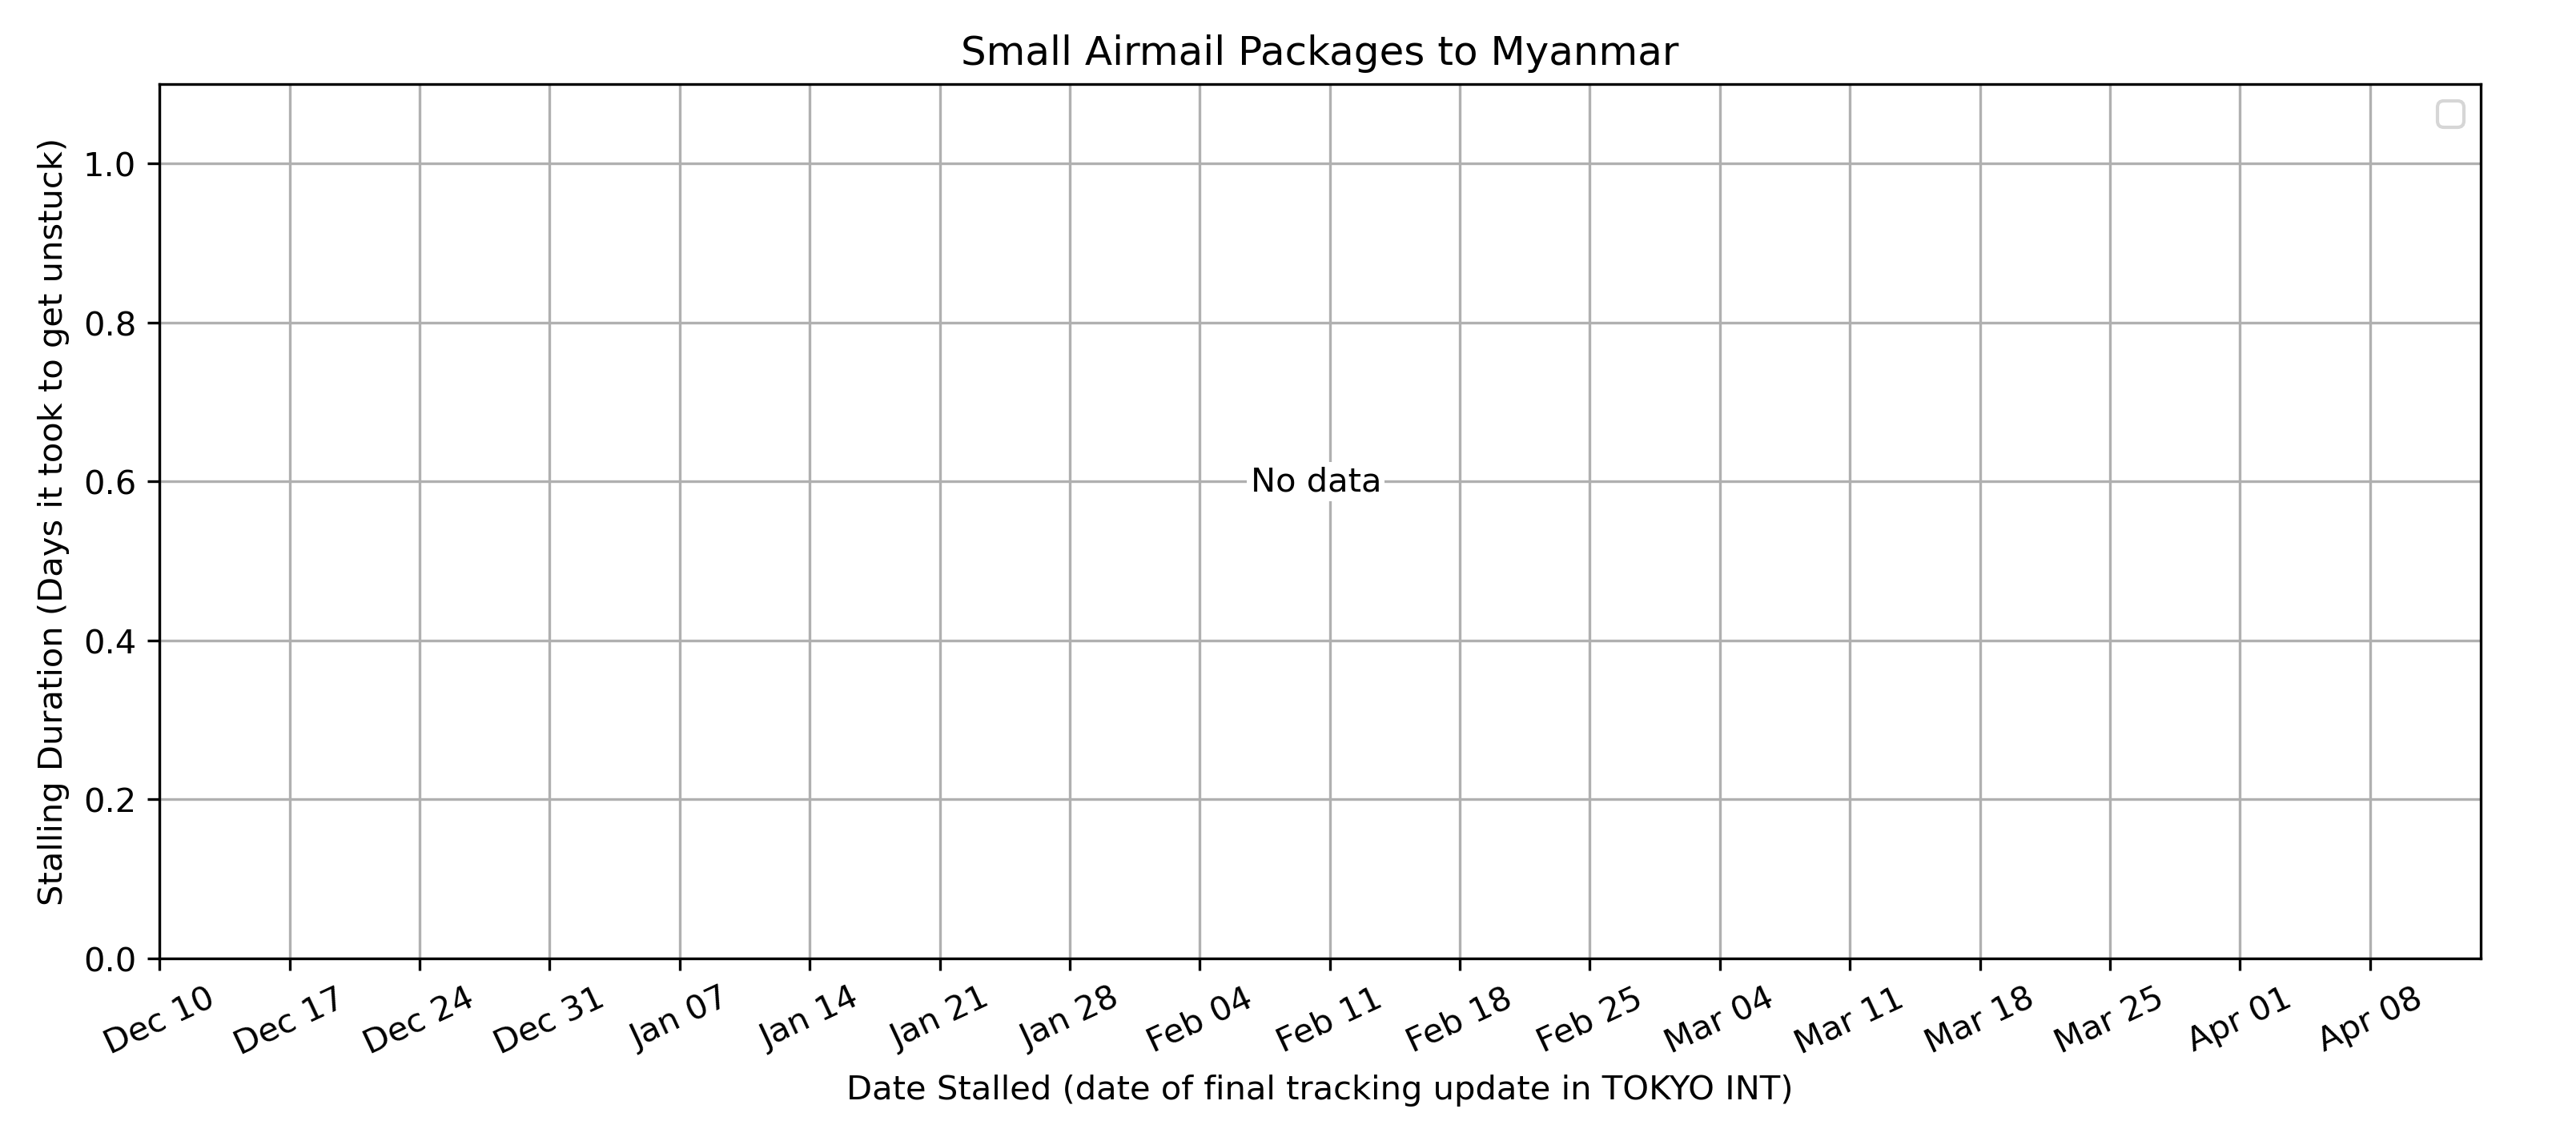 Small Airmail Packages to Myanmar
Stalling Duration (Days it took to get unstuck)
1.0
0.8
0.6
0.4
0.2
0.0
No data
Dec 10
Dec 17
Dec 24
Dec 31
Jan 07
Jan 14
Jan 21
Jan 28
Feb 04
Feb 11
Feb 18
Feb 25
Mar 04
Mar 11
Mar 18
Mar 25
Apr 01
Apr 08
Date Stalled (date of final tracking update in TOKYO INT)